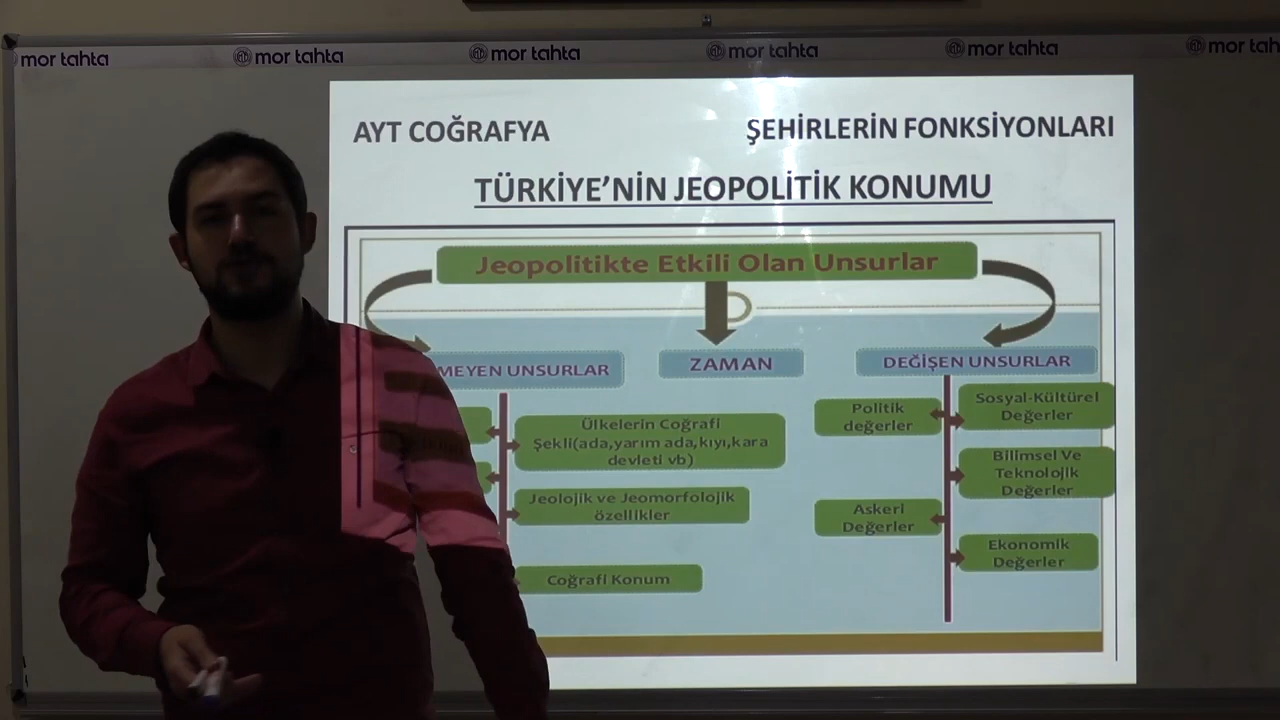 mor tahta mor tahta mor tahta mor tahta mor tahta mor tah
AYT COĞRAFYA
ŞEHİRLERİN FONKSİYONLARI
TÜRKİYE'NİN JEOPOLİTİK KONUMU
Jeopolitikte Etkili Olan Unsurlar
MEYEN UNSURLAR
ZAMAN
DEĞİŞEN UNSURLAR
Ülkelerin Coğrafi
Şekli(ada,yarım ada,kıyı,kara
devleti vb)
Jeolojik ve Jeomorfolojik
özellikler
Coğrafi Konum
Politik
değerler
Askeri
Değerler
Sosyal-Kültürel
Değerler
Bilimsel Ve
Teknolojik
Değerler
Ekonomik
Değerler